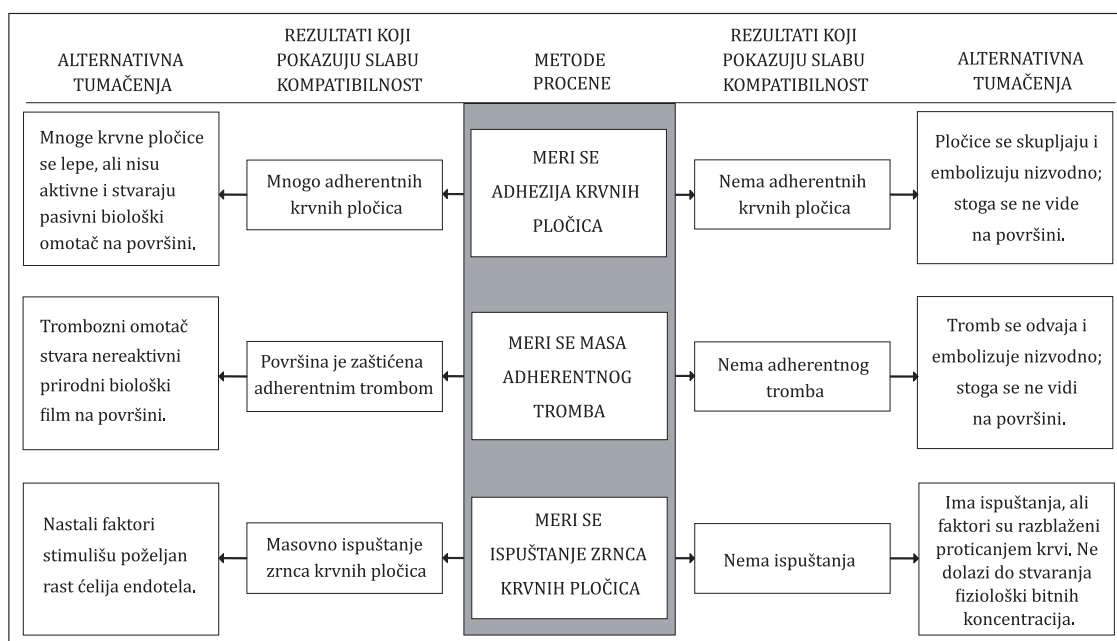 ALTERNATIVNA
TUMAČENJA
REZULTATI KOJI
POKAZUJU SLABU
KOMPATIBILNOST
METODE
PROCENE
REZULTATI KOJI
POKAZUJU SLABU
KOMPATIBILNOST
ALTERNATIVNA
TUMAČENJA
Mnoge krvne pločice
se lepe, ali nisu
aktivne i stvaraju
pasivni biološki
omotač na površini.
Mnogo adherentnih
krvnih pločica
MERI SE
ADHEZIJA KRVNIH
PLOČICA
Nema adherentnih
krvnih pločica
Pločice se skupljaju i
embolizuju nizvodno;
stoga se ne vide
na površini.
Trombozni omotač
stvara nereaktivni
prirodni biološki
film na površini.
Površina je zaštićena
adherentnim trombom
MERI SE MASA
ADHERENTNOG
TROMBA
Nema adherentnog
tromba
Tromb se odvaja i
embolizuje nizvodno;
stoga se ne vidi
na površini.
Nastali faktori
stimulišu poželjan
rast ćelija endotela.
Masovno ispuštanje
zrnca krvnih pločica
MERI SE
ISPUŠTANJE ZRNCA
KRVNIH PLOČICA
Nema ispuštanja
Ima ispuštanja, ali
faktori su razblaženi
proticanjem krvi. Ne
dolazi do stvaranja
fiziološki bitnih
koncentracija.